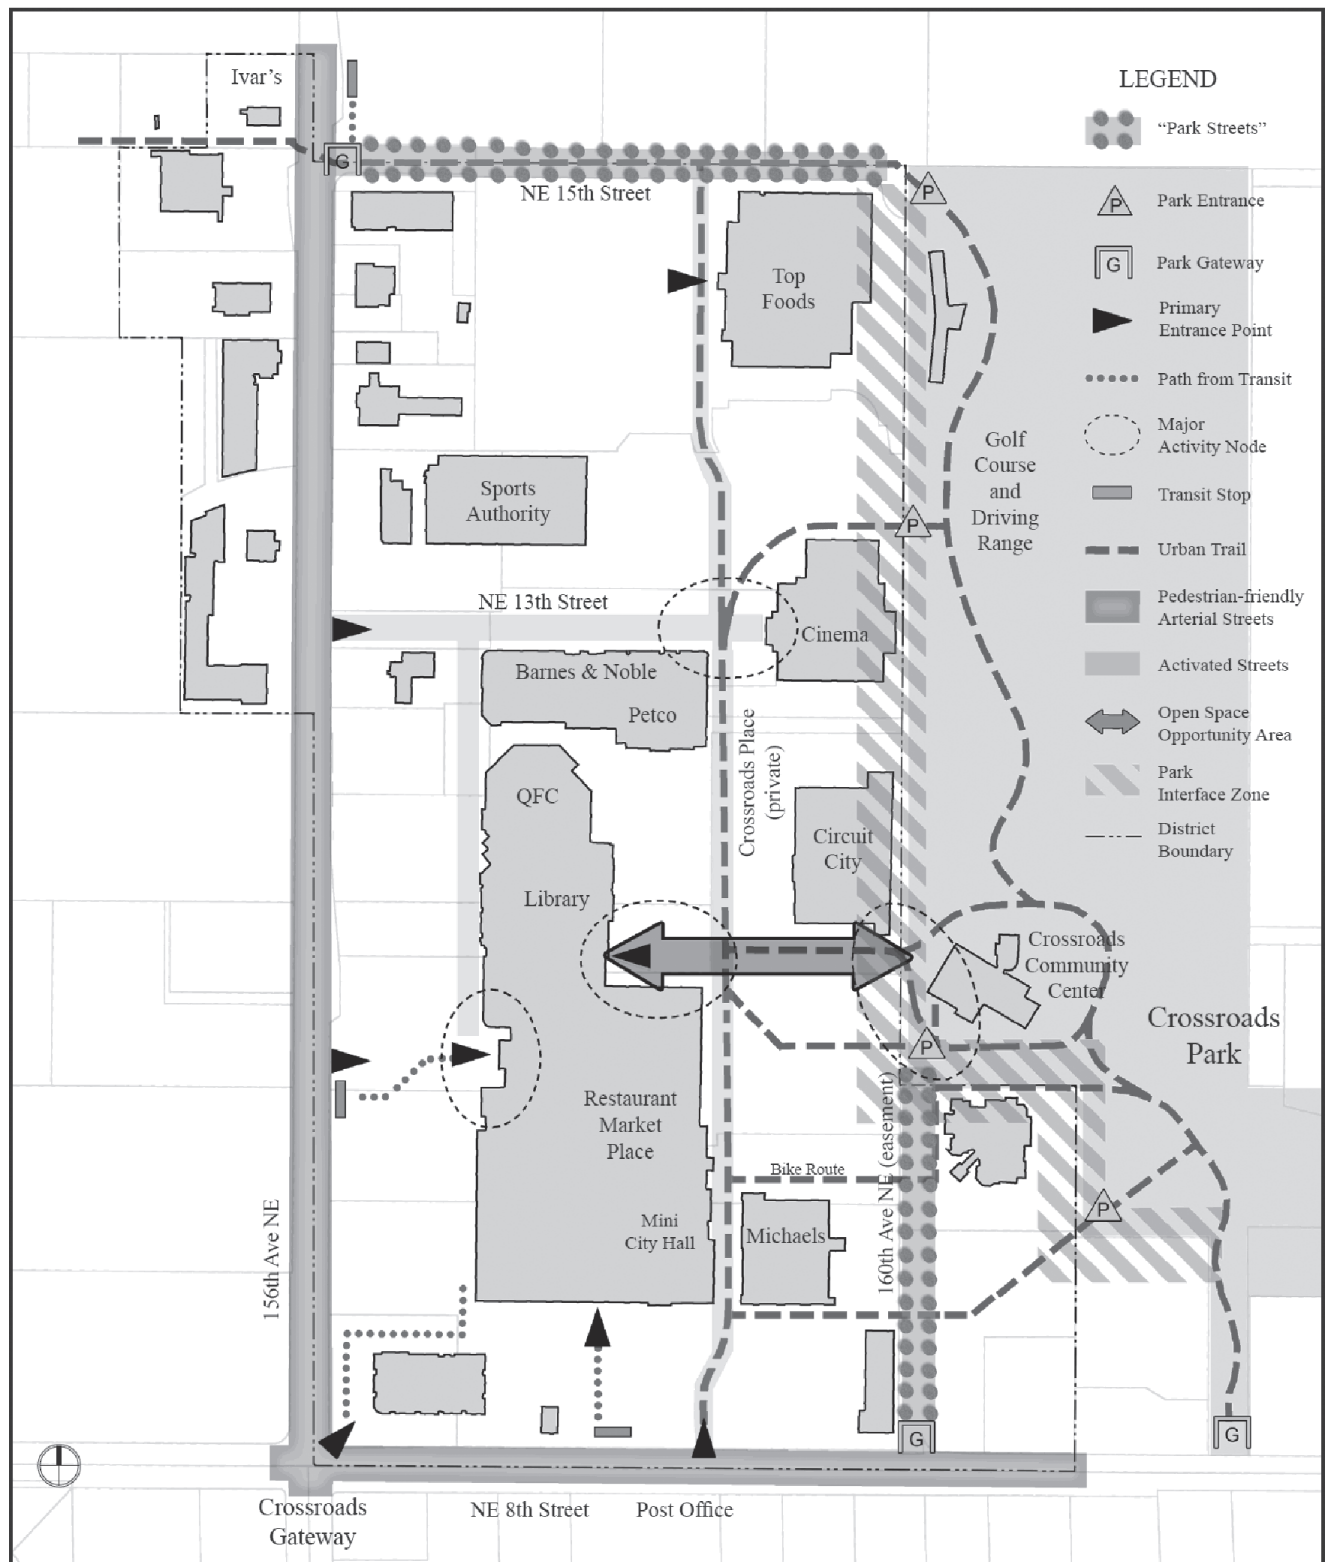 Ivar's
G
NE 15th Street
P
Top
Foods
Sports
Authority
Golf
Course
and
Driving
Range
P
NE 13th Street
Cinema
Barnes & Noble
Petco
QFC
Crossroads Place
(private)
Circuit
City
Library
Crossroads
Community
Center
Crossroads
Park
P
Restaurant
Market
Place
160th Ave NE (easement)
Bike Route
Mini
City Hall
Michaels
P
156th Ave NE
G
G
Crossroads
Gateway
NE 8th Street
Post Office
LEGEND
“Park Streets”
P
Park Entrance
G
Park Gateway
Primary
Entrance Point
Path from Transit
Major
Activity Node
Transit Stop
Urban Trail
Pedestrian-friendly
Arterial Streets
Activated Streets
Open Space
Opportunity Area
Park
Interface Zone
District
Boundary